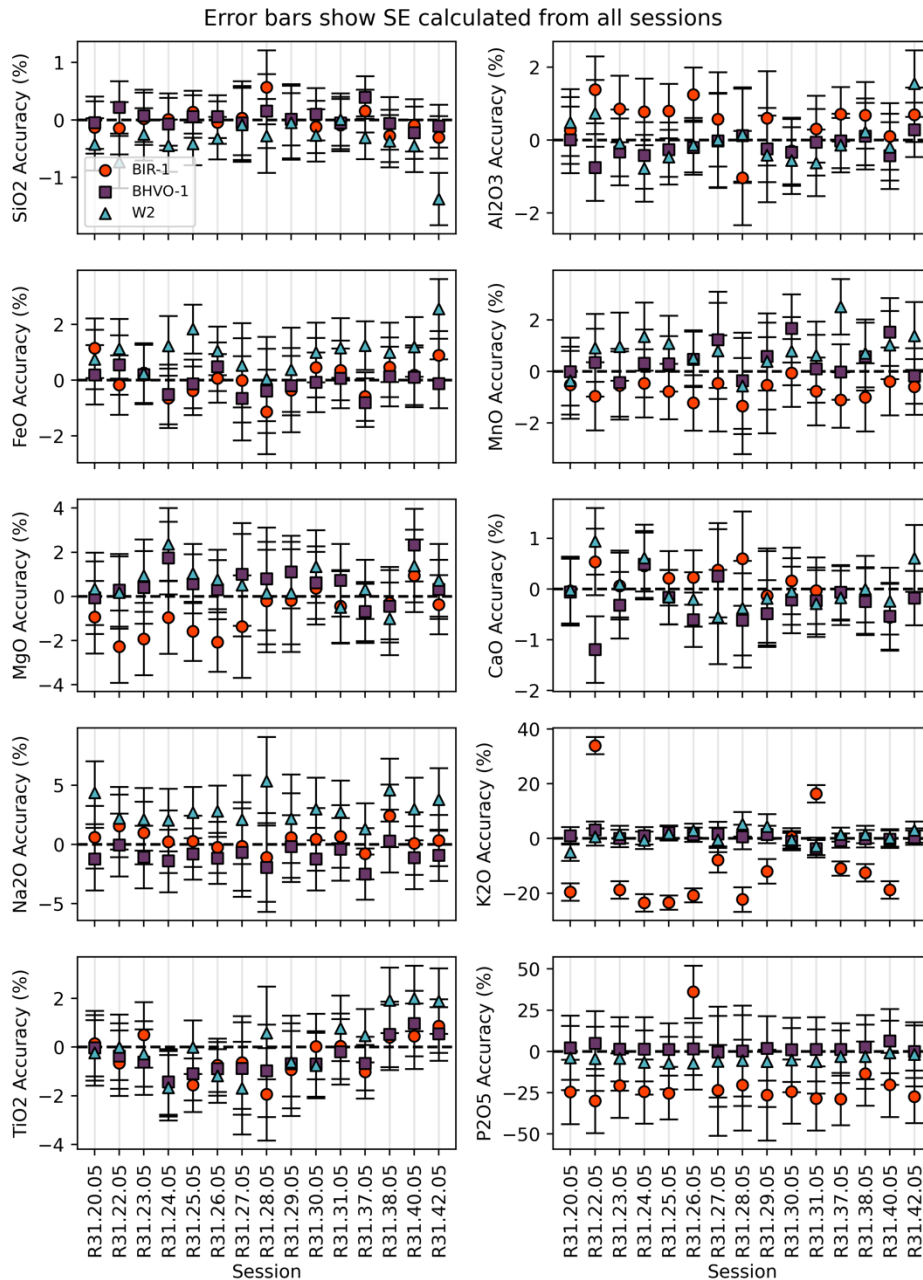 Error bars show SE calculated from all sessions
SiO2 Accuracy (%)
1
0
−1
BIR-1
BHVO-1
W2
Al2O3 Accuracy (%)
2
0
−2
FeO Accuracy (%)
2
0
−2
MnO Accuracy (%)
2
0
−2
MgO Accuracy (%)
4
2
0
−2
−4
CaO Accuracy (%)
1
0
−1
−2
Na2O Accuracy (%)
5
0
−5
K2O Accuracy (%)
40
20
0
−20
TiO2 Accuracy (%)
2
0
−2
−4
P2O5 Accuracy (%)
50
25
0
−25
−50
R31.20.05
R31.22.05
R31.23.05
R31.24.05
R31.25.05
R31.26.05
R31.27.05
R31.28.05
R31.29.05
R31.30.05
R31.31.05
R31.37.05
R31.38.05
R31.40.05
R31.42.05
Session
R31.20.05
R31.22.05
R31.23.05
R31.24.05
R31.25.05
R31.26.05
R31.27.05
R31.28.05
R31.29.05
R31.30.05
R31.31.05
R31.37.05
R31.38.05
R31.40.05
R31.42.05
Session